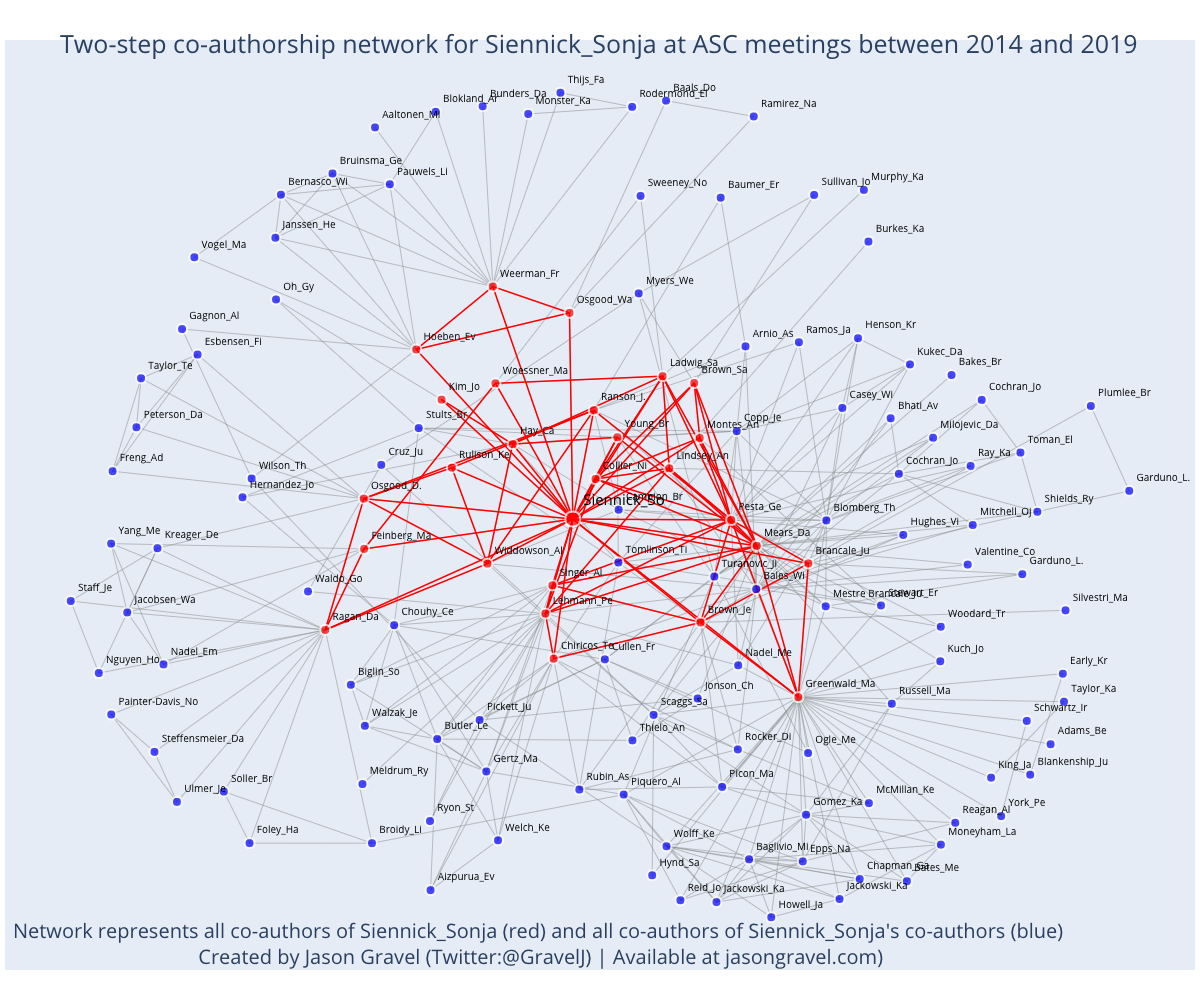 Two-step co-authorship network for Siennick_Sonja at ASC meetings between 2014 and 2019
Thijs_Fa
Baals_Do
Bunders_Da
Rodermond_El
Blokland_Ar
Monster_Ka
Ramirez_Na
Aaltonen_Mi
Bruinsma_Ge
Pauwels_Li
Bernasco_Wi
Sweeney_No
Baumer_Er
Sullivan_Jo
Murphy_Ka
Janssen_He
Burkes_Ka
Vogel_Ma
Weerman_Fr
Myers_We
Oh_Gy
Osgood_Wa
Gagnon_Al
Esbensen_Fi
Hoeben_Ev
Arnio_As
Ramos_Ja
Henson_Kr
Taylor_Te
Woessner_Ma
Ladwig_Sa
Brown_Sa
Kukec_Da
Bakes_Br
Kim_Jo
Ranson_J.
Casey_Wi
Cochran_Jo
Plumlee_Br
Peterson_Da
Stults_Br
Hay_Ca
Young_Br
Montes_An
Copp_Je
Bhati_Av
Milojevic_Da
Toman_El
Freng_Ad
Wilson_Th
Cruz_Ju
Rulison_Ke
Collier_Ni
Lindsey_An
Cochran_Jo
Ray_Ka
Garduno_L.
Hernandez_Jo
Osgood_D.
Siennick_So
Pesta_Ge
Blomberg_Th
Mitchell_Oj
Shields_Ry
Yang_Me
Kreager_De
Feinberg_Ma
Widdowson_Al
Tomlinson_Ti
Mears_Da
Turanovic_Ji
Brancale_Ju
Hughes_Vi
Valentine_Co
Garduno_L.
Staff_Je
Jacobsen_Wa
Waldo_Go
Singer_Al
Bales_Wi
Mestre
Stewart_Er
Silvestri_Ma
Ragan_Da
Chouhy_Ce
Lehmann_Pe
Brown_Je
Woodard_Tr
Nguyen_Ho
Nadel_Em
Chiricos_To
Cullen_Fr
Nadel_Me
Kuch_Jo
Early_Kr
Biglin_So
Jonson_Ch
Greenwald_Ma
Russell_Ma
Taylor_Ka
Painter-Davis_No
Walzak_Je
Pickett_Ju
Butler_Le
Scaggs_Sa
Thielo_An
Schwartz_Ir
Steffensmeier_Da
Rocker_Di
Ogle_Me
Adams_Be
Gertz_Ma
Blankenship_Ju
Ulmer_Je
Soller_Br
Meldrum_Ry
Rubin_As
Piquero_Al
Picon_Ma
King_Ja
Ryon_St
Gomez_Ka
McMillan_Ke
York_Pe
Foley_Ha
Broidy_Li
Welch_Ke
Wolff_Ke
Reagan_Al
Moneyham_La
Aizpurua_Ev
Hynd_Sa
Baglivio_Mi
Epps_Na
Chapman_Ga
Bates_Me
Reid_Jo
Jackowski_Ka
Howell_Ja
Jackowski_Ka
Network represents all co-authors of Siennick_Sonja (red) and all co-authors of Siennick_Sonja's co-authors (blue)
Created by Jason Gravel (Twitter:@GravelJ) | Available at jasongravel.com)